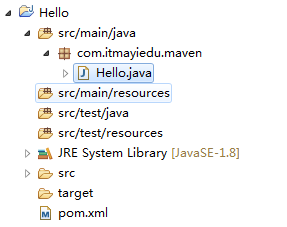 Hello
src/main/java
com.itmayiedu.maven
Hello.java
src/main/resources
src/test/java
src/test/resources
JRE System Library [JavaSE-1.8]
src
target
pom.xml